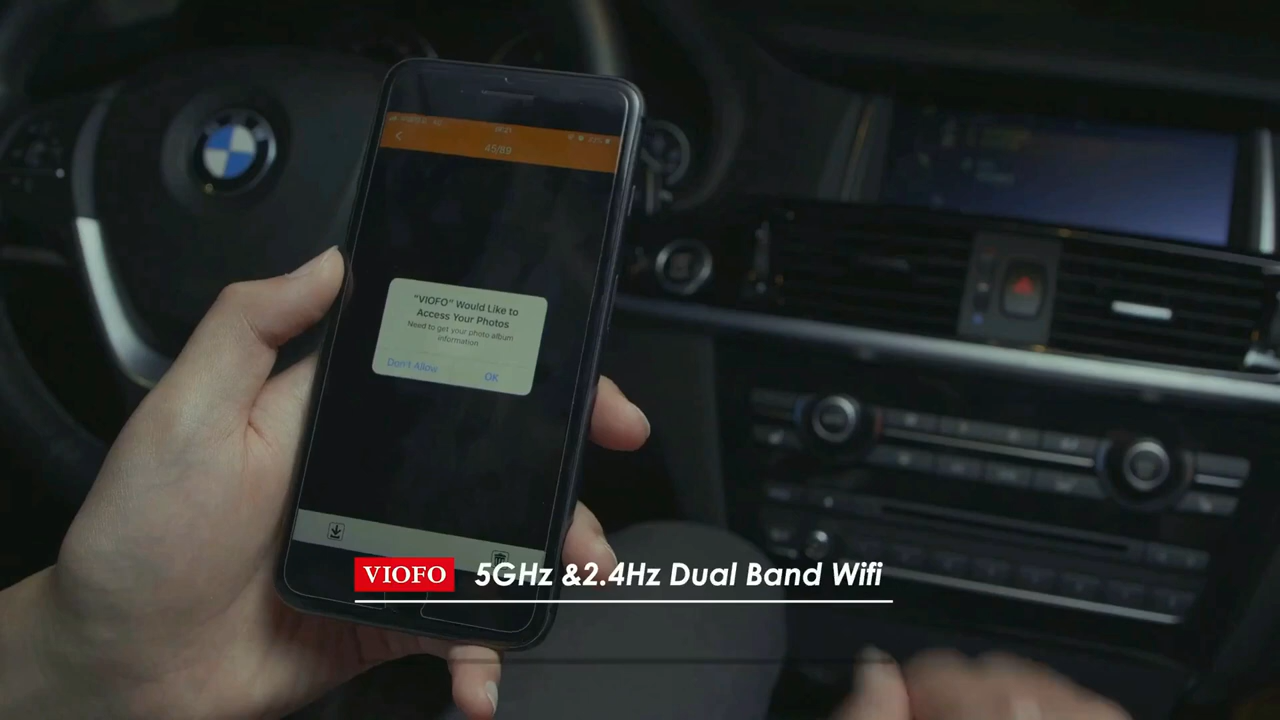 45/89
"VIOFO" Would Like to
Access Your Photos
Need to get your photo album
information
Don't Allow
OK
VIOFO 5GHz &2.4Hz Dual Band Wifi